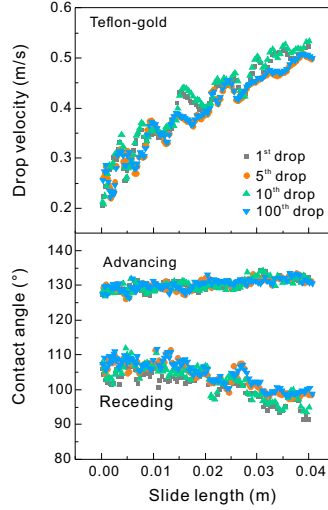 Teflon-gold
Drop velocity (m/s)
0.6
0.5
0.4
0.3
0.2
1st drop
5th drop
10th drop
100th drop
Contact angle (°)
140
130
120
110
100
90
80
Advancing
Receding
0.00 0.01 0.02 0.03 0.04
Slide length (m)